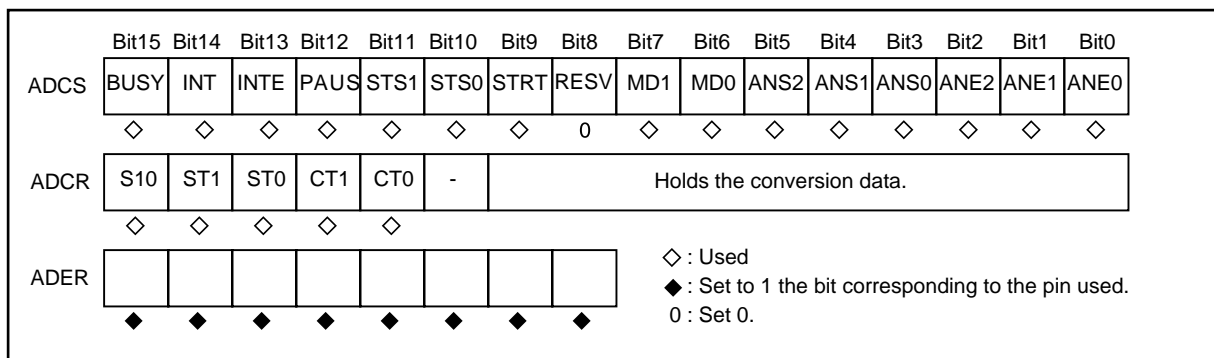 Bit15 Bit14 Bit13 Bit12 Bit11 Bit10 Bit9 Bit8 Bit7 Bit6 Bit5 Bit4 Bit3 Bit2 Bit1 Bit0
ADCS BUSY INT INTE PAUS STS1 STS0 STRT RESV MD1 MD0 ANS2 ANS1 ANS0 ANE2 ANE1 ANE0
◇ ◇ ◇ ◇ ◇ ◇ ◇ 0 ◇ ◇ ◇ ◇ ◇ ◇ ◇ ◇
ADCR S10 ST1 ST0 CT1 CT0 - Holds the conversion data.
◇ ◇ ◇ ◇ ◇
ADER
◆ ◆ ◆ ◆ ◆ ◆ ◆ ◆
◇ : Used
◆ : Set to 1 the bit corresponding to the pin used.
0 : Set 0.